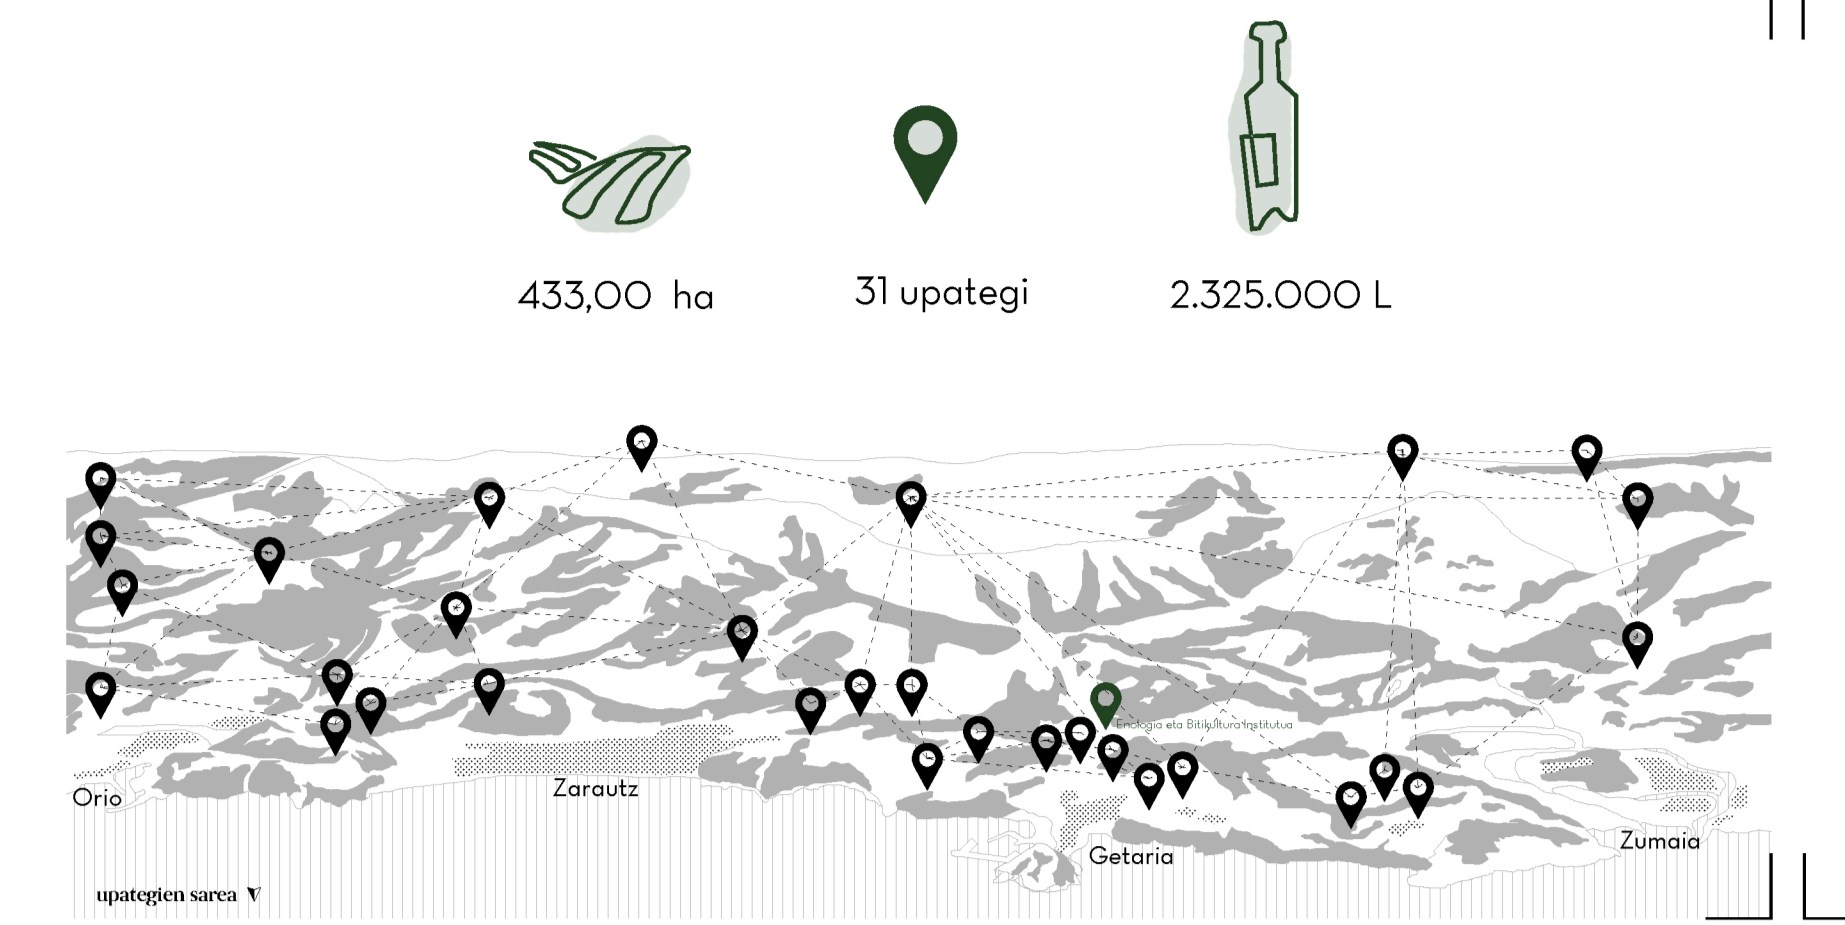 433,00 ha
31 upategi
2.325.000 L
Enologia eta Bitikultura Institutua
Zarautz
Orio
Zumaia
Getaria
upategien sarea